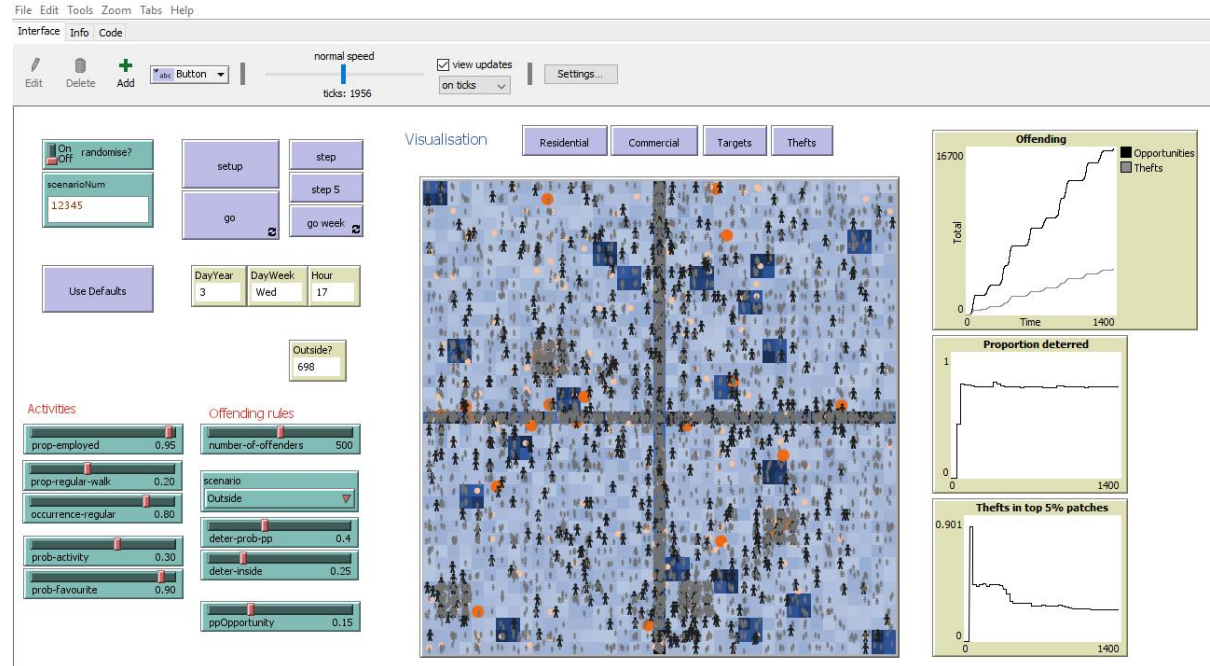 File Edit Tools Zoom Tabs Help
Interface Info Code
normal speed
view updates
Edit Delete Add abc Button Settings...
on ticks
ticks: 1956
Visualisation
Residential Commercial Targets Thefts
On
Off randomise?
setup step
scenarioNum
12345
step 5
go go week
Use Defaults
DayYear DayWeek Hour
3 Wed 17
Outside?
698
Activities
prop-employed 0.95
prop-regular-walk 0.20
occurrence-regular 0.80
prob-activity 0.30
prob-favourite 0.90
Offending rules
number-of-offenders 500
scenario
Outside
deter-prob-pp 0.4
deter-inside 0.25
ppOpportunity 0.15
Offending
16700
Total
0
0 Time 1400
Opportunities
Thefts
Proportion deterred
1
0
0 1400
Thefts in top 5% patches
0.901
0
0 1400